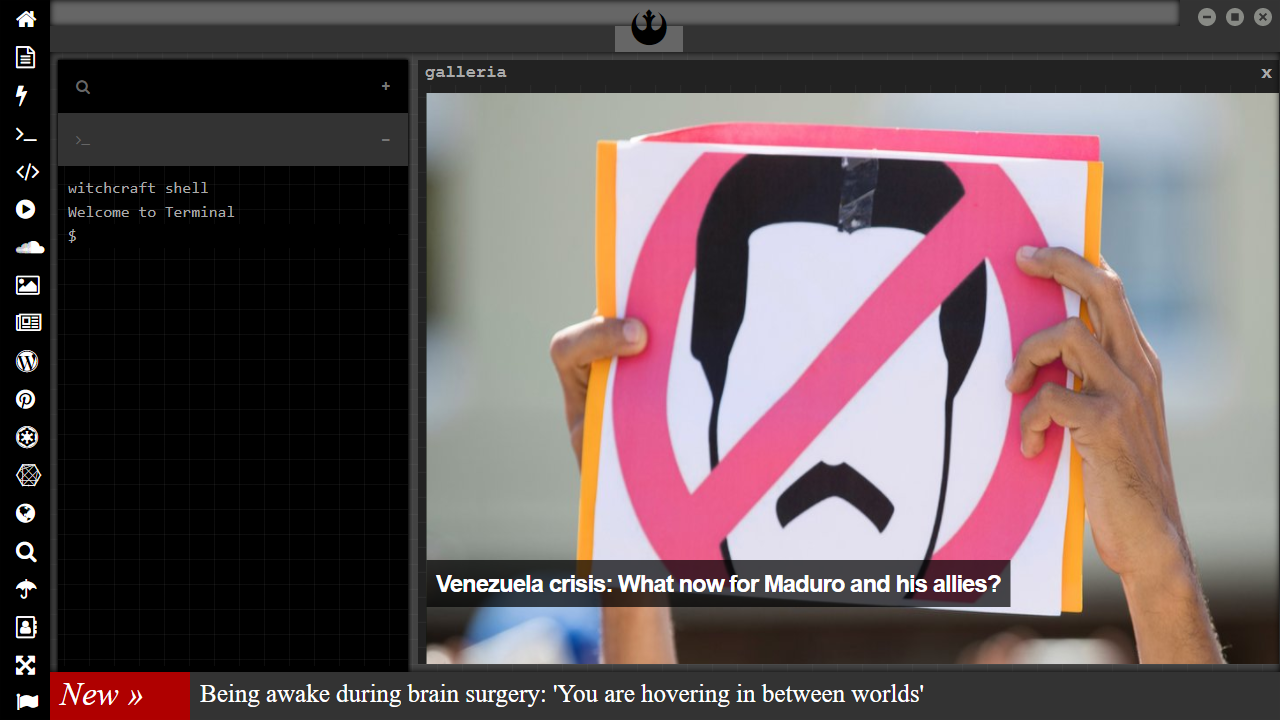 galleria
x
>_
witchcraft shell
Welcome to Terminal
$
Venezuela crisis: What now for Maduro and his allies?
New »
Being awake during brain surgery: 'You are hovering in between worlds'